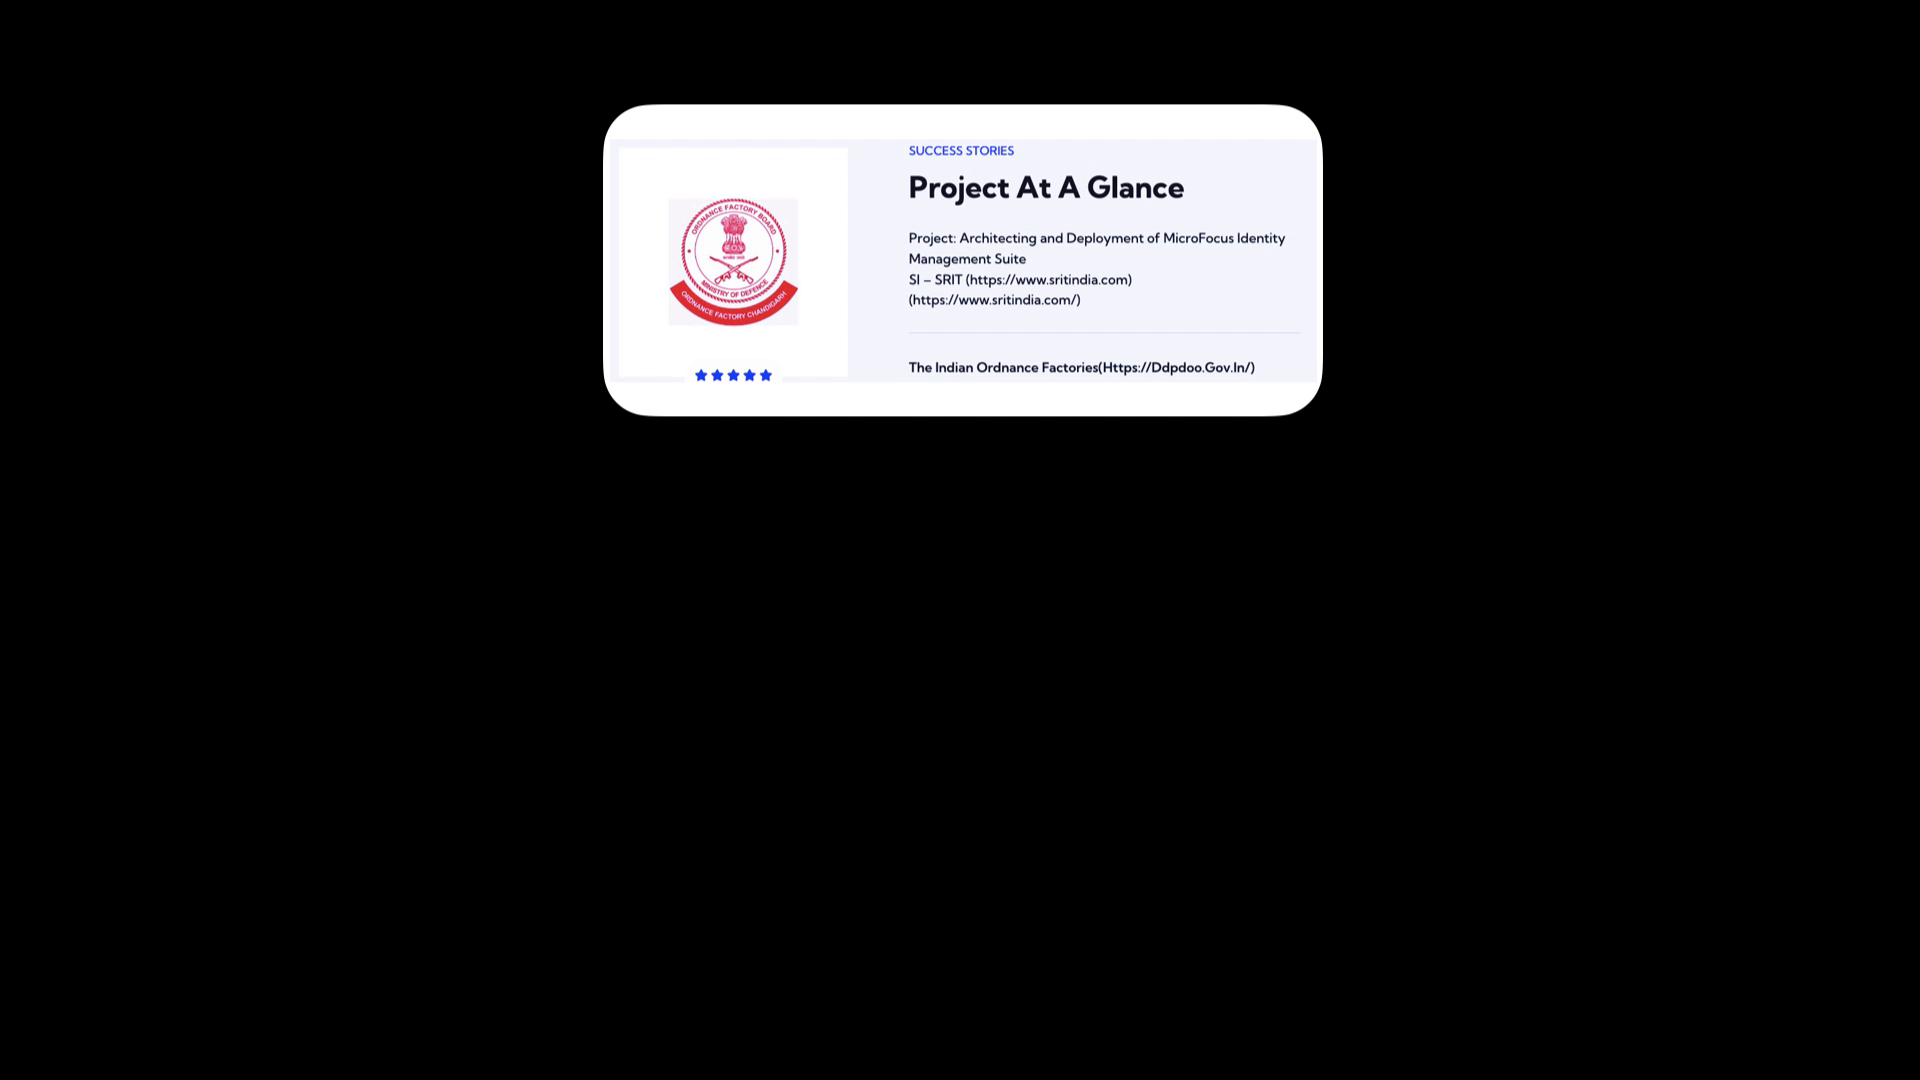 ORDNANCE FACTORY BOARD
MINISTRY OF DEFENCE
ORDNANCE FACTORY CHANDIGARH
SUCCESS STORIES
Project At A Glance
Project: Architecting and Deployment of MicroFocus Identity
Management Suite
SI – SRIT (https://www.sritindia.com)
(https://www.sritindia.com/)
The Indian Ordnance Factories(Https://Ddpdoo.Gov.In/)